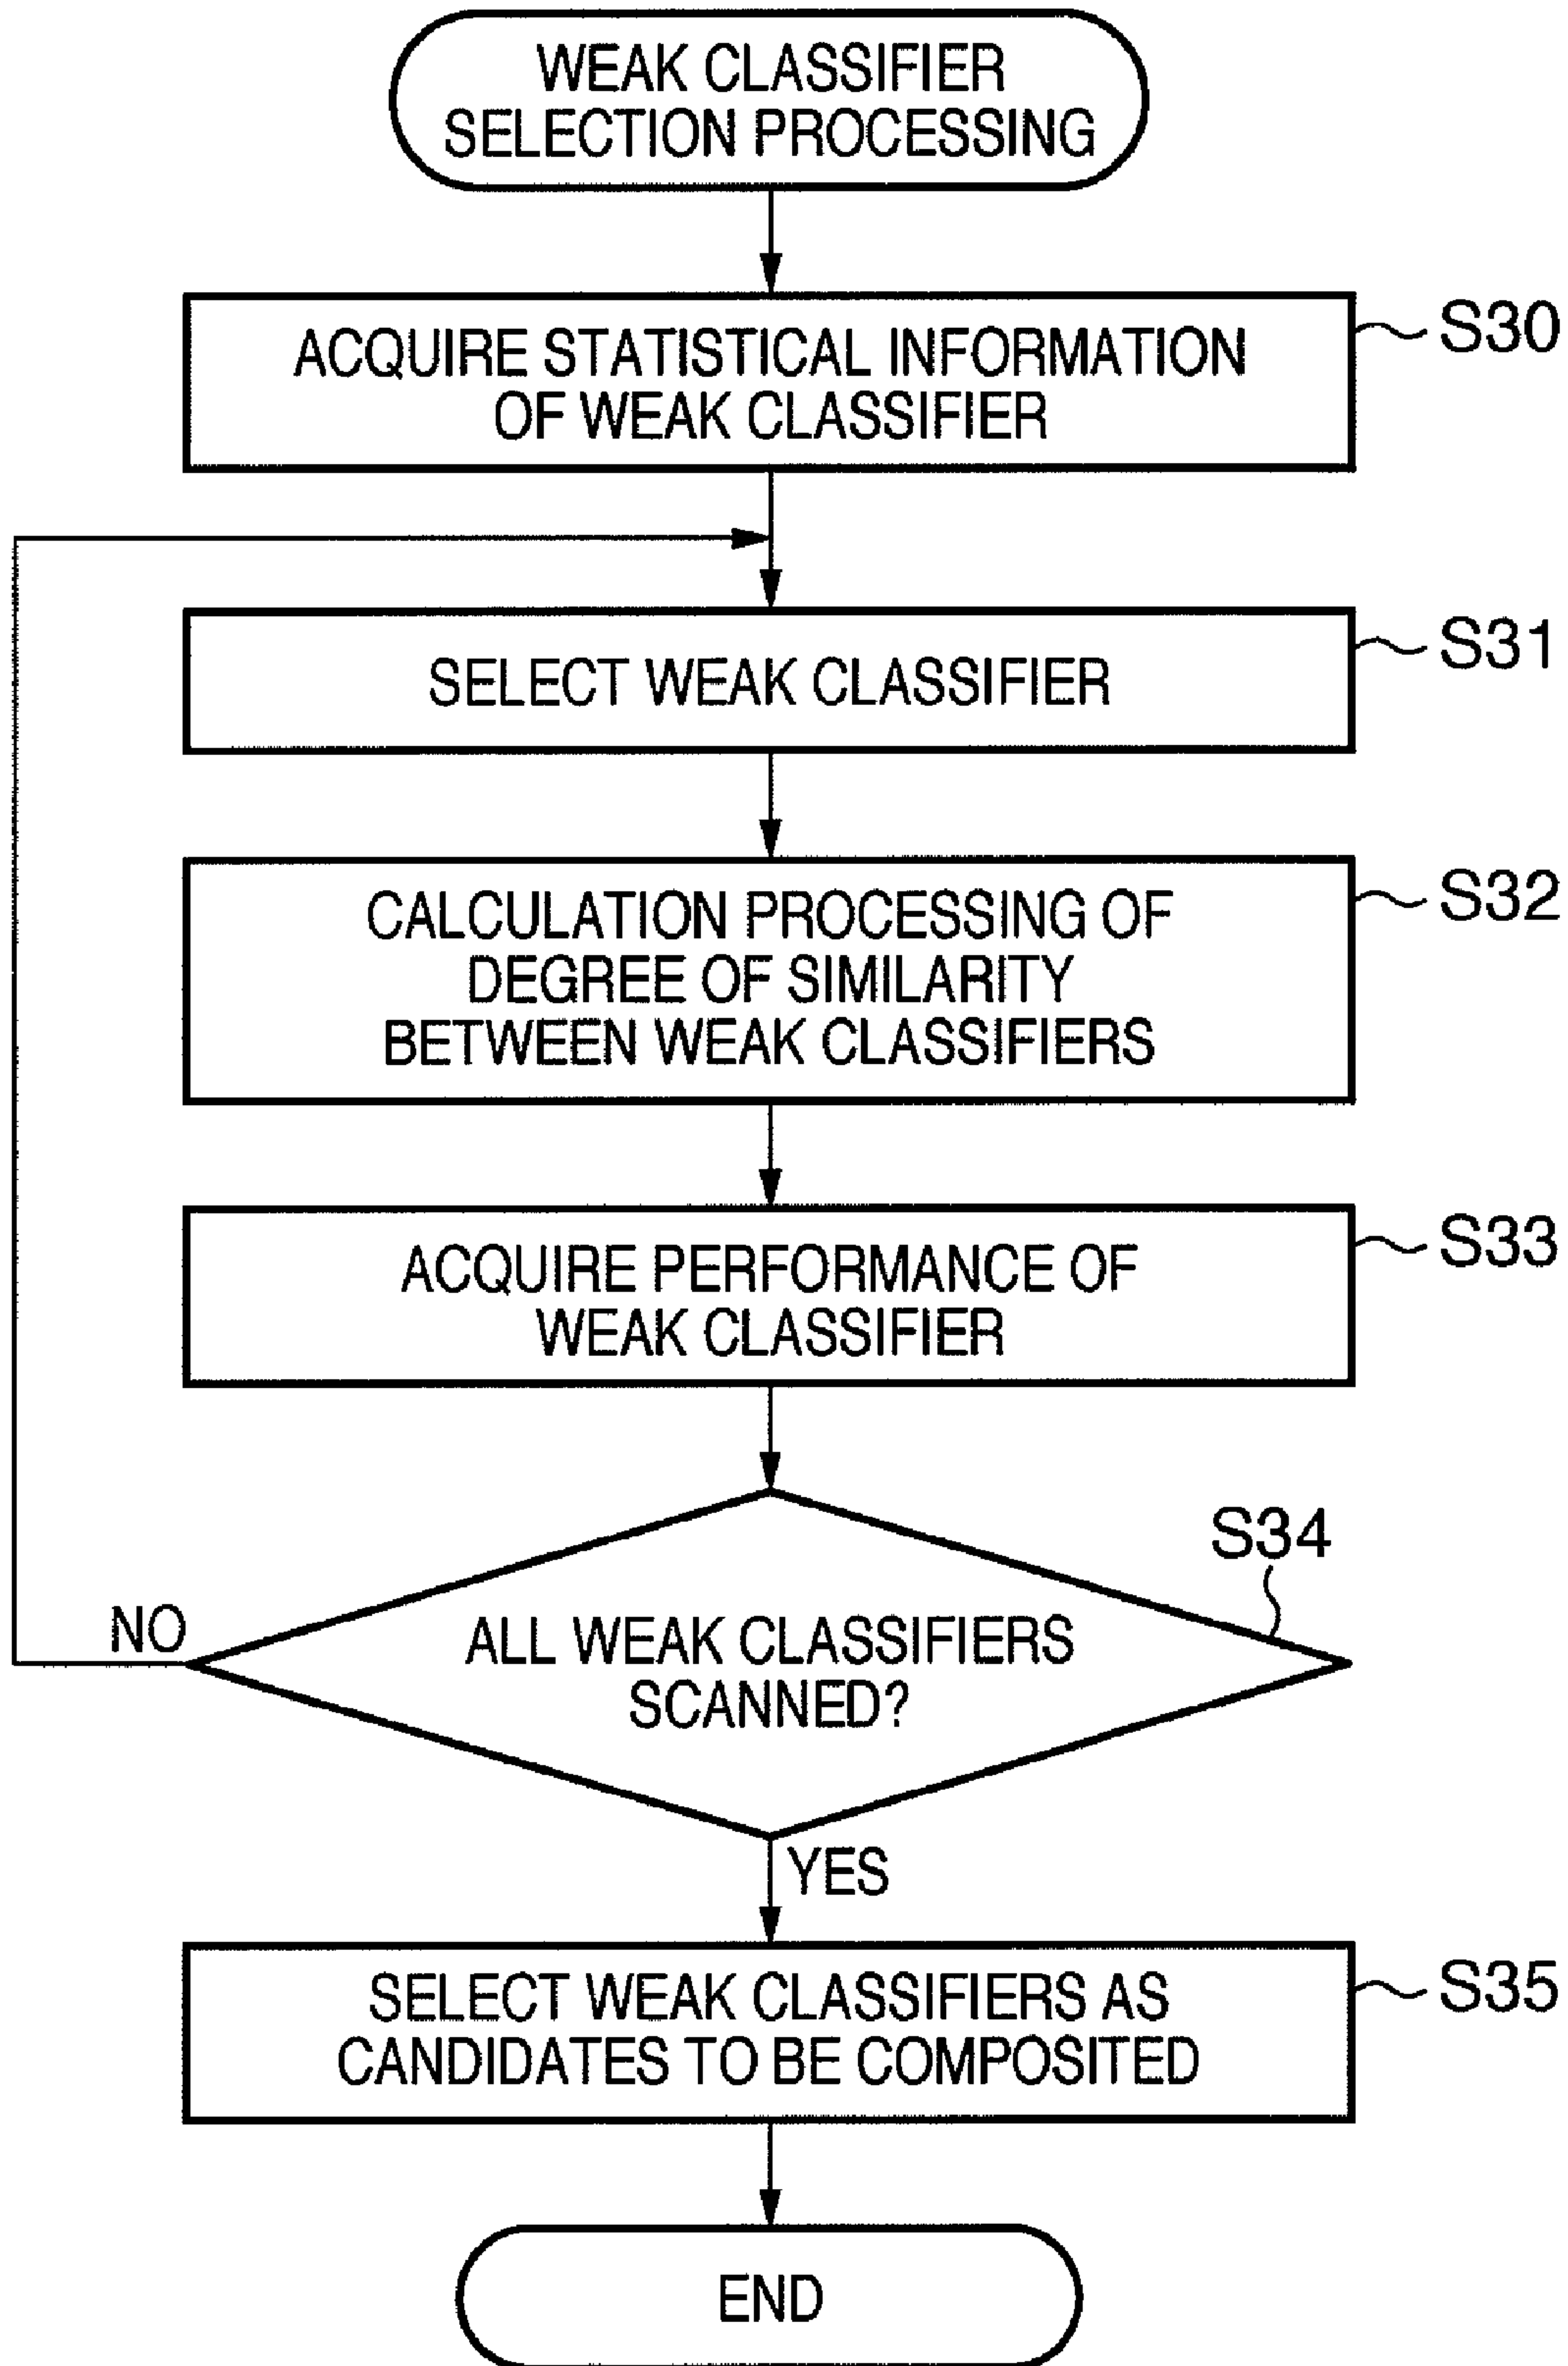 WEAK CLASSIFIER
SELECTION PROCESSING
ACQUIRE STATISTICAL INFORMATION
OF WEAK CLASSIFIER
S30
SELECT WEAK CLASSIFIER
S31
CALCULATION PROCESSING OF
DEGREE OF SIMILARITY
BETWEEN WEAK CLASSIFIERS
S32
ACQUIRE PERFORMANCE OF
WEAK CLASSIFIER
S33
S34
NO
ALL WEAK CLASSIFIERS
SCANNED?
YES
SELECT WEAK CLASSIFIERS AS
CANDIDATES TO BE COMPOSITED
S35
END